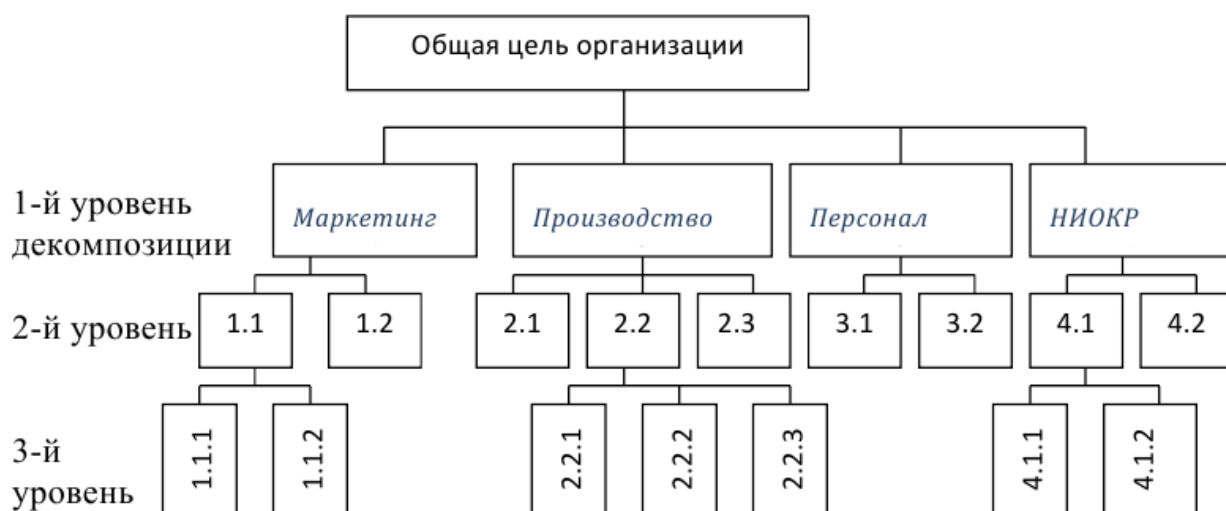 Общая цель организации
1-й уровень
декомпозиции
Маркетинг
Производство
Персонал
НИОКР
2-й уровень
1.1
1.2
2.1
2.2
2.3
3.1
3.2
4.1
4.2
3-й
уровень
1.1.1
1.1.2
2.2.1
2.2.2
2.2.3
4.1.1
4.1.2